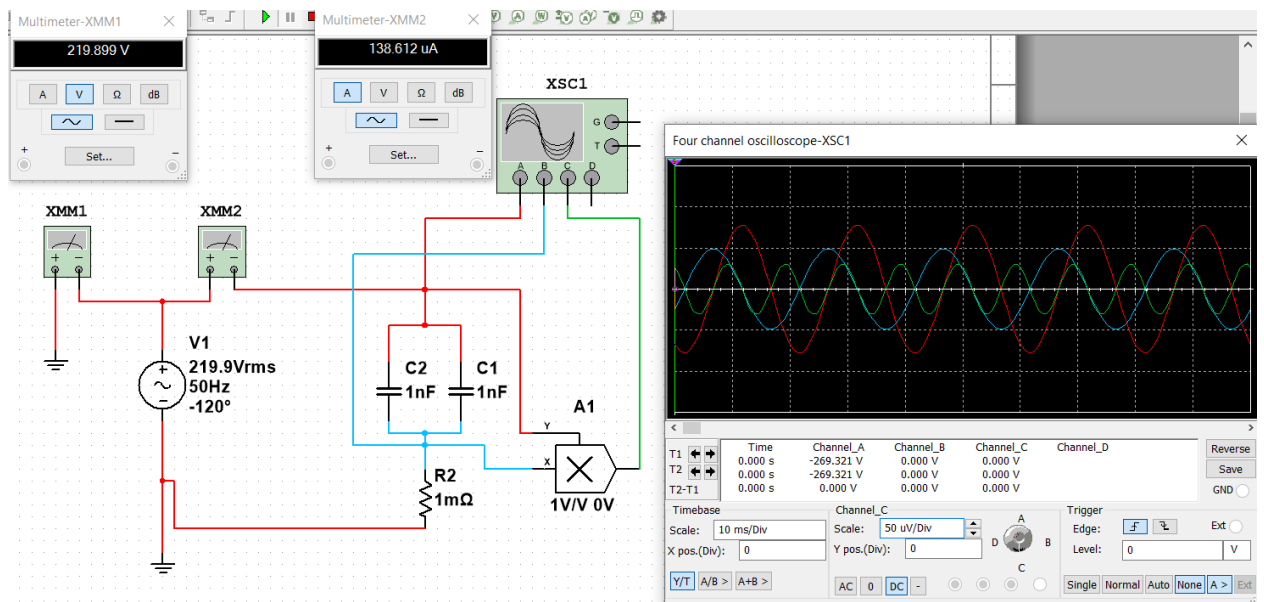 Multimeter-XMM1
219.899 V
A V Ω dB
+ −
Set...
Multimeter-XMM2
138.612 uA
A V Ω dB
+ −
Set...
XSC1
G
T
A B C D
XMM1
+ −
XMM2
+ −
V1
219.9Vrms
50Hz
-120°
+
−
C2
1nF
C1
1nF
R2
1mΩ
A1
Y
X
1V/V 0V
Four channel oscilloscope-XSC1
Time Channel_A Channel_B Channel_C Channel_D
T1 0.000 s -269.321 V 0.000 V 0.000 V
T2 0.000 s -269.321 V 0.000 V 0.000 V
T2-T1 0.000 s 0.000 V 0.000 V 0.000 V
Reverse
Save
GND
Timebase
Scale: 10 ms/Div
X pos.(Div): 0
Y/T A/B > A+B >
Channel_C
Scale: 50 uV/Div
Y pos.(Div): 0
AC 0 DC -
A
D B
C
Trigger
Edge: Ext
Level: 0 V
Single Normal Auto None A > Ext